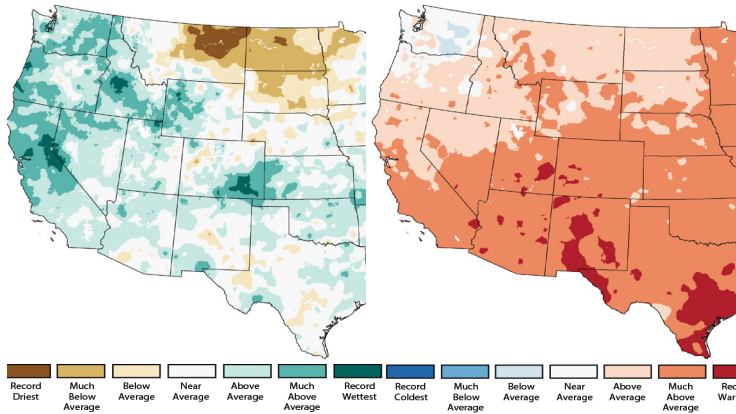 Record Driest
Much Below Average
Below Average
Near Average
Above Average
Much Above Average
Record Wettest
Record Coldest
Much Below Average
Below Average
Near Average
Above Average
Much Above Average